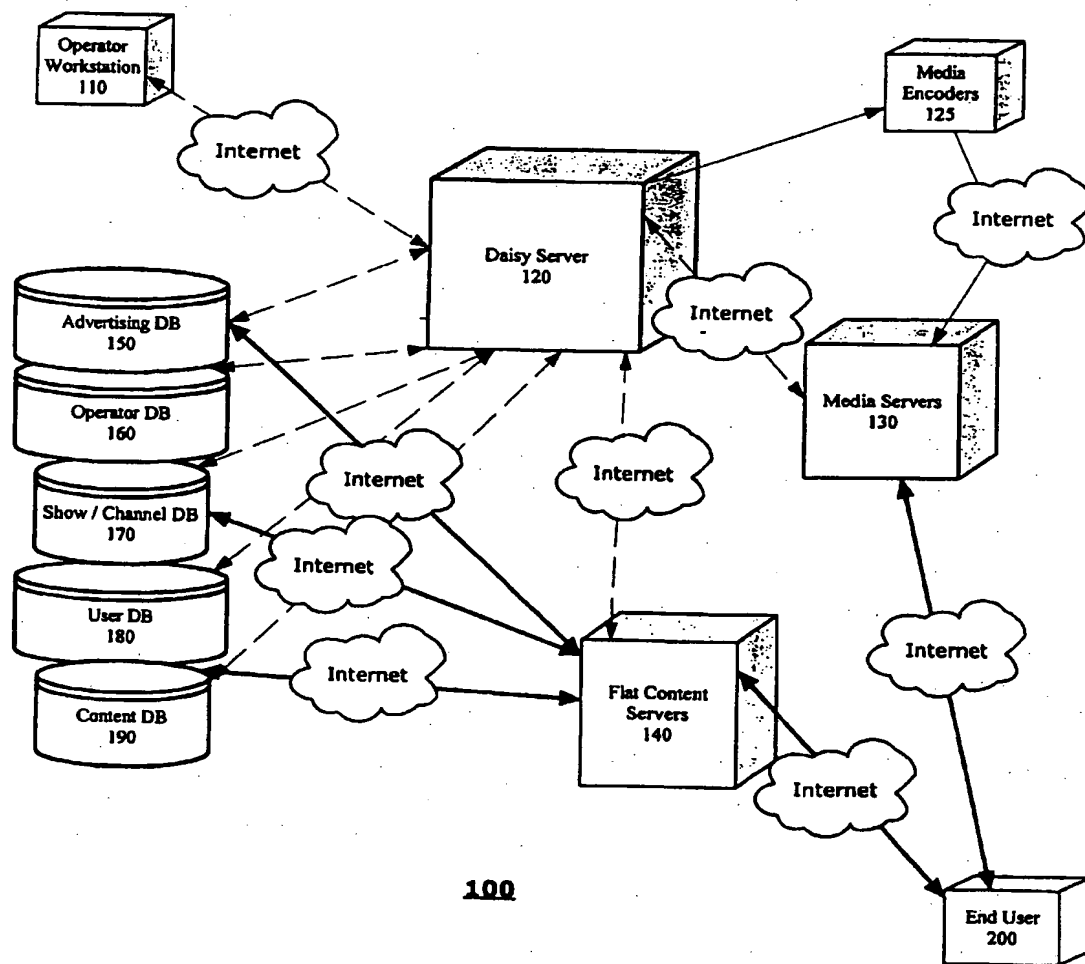 Operator
Workstation
110
Internet
Media
Encoders
125
Internet
Daisy Server
120
Internet
Advertising DB
150
Operator DB
160
Media Servers
130
Internet
Internet
Show / Channel DB
170
Internet
User DB
180
Internet
Internet
Content DB
190
Flat Content
Servers
140
Internet
100
End User
200